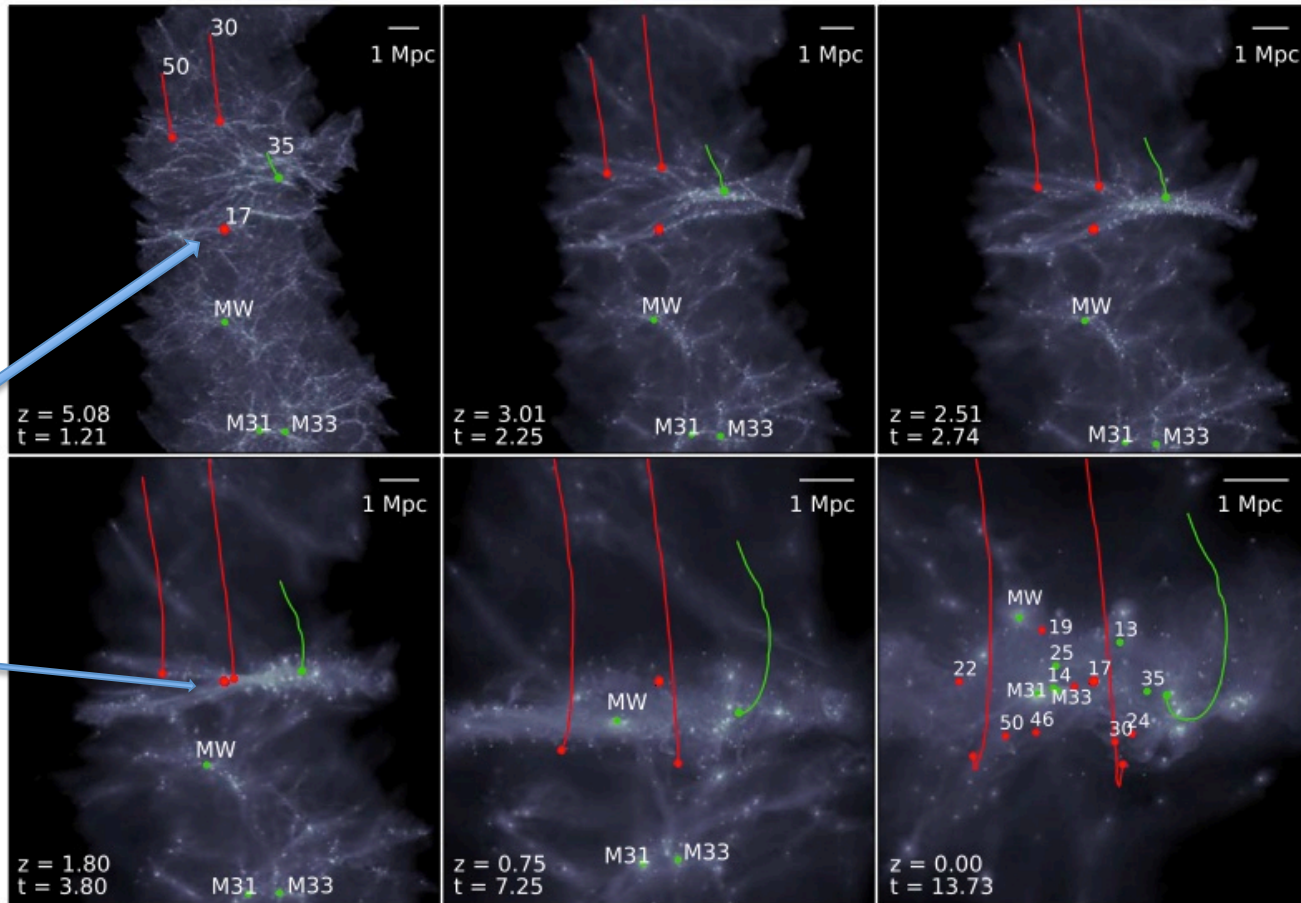 30
1 Mpc
50
35
17
MW
M31 M33
z = 5.08
t = 1.21
1 Mpc
MW
M31 M33
z = 3.01
t = 2.25
1 Mpc
MW
M31 M33
z = 2.51
t = 2.74
1 Mpc
MW
M31 M33
z = 1.80
t = 3.80
1 Mpc
MW
M31 M33
z = 0.75
t = 7.25
1 Mpc
MW
19
13
25
22
14
17
M31
M33
35
50
46
30
24
z = 0.00
t = 13.73